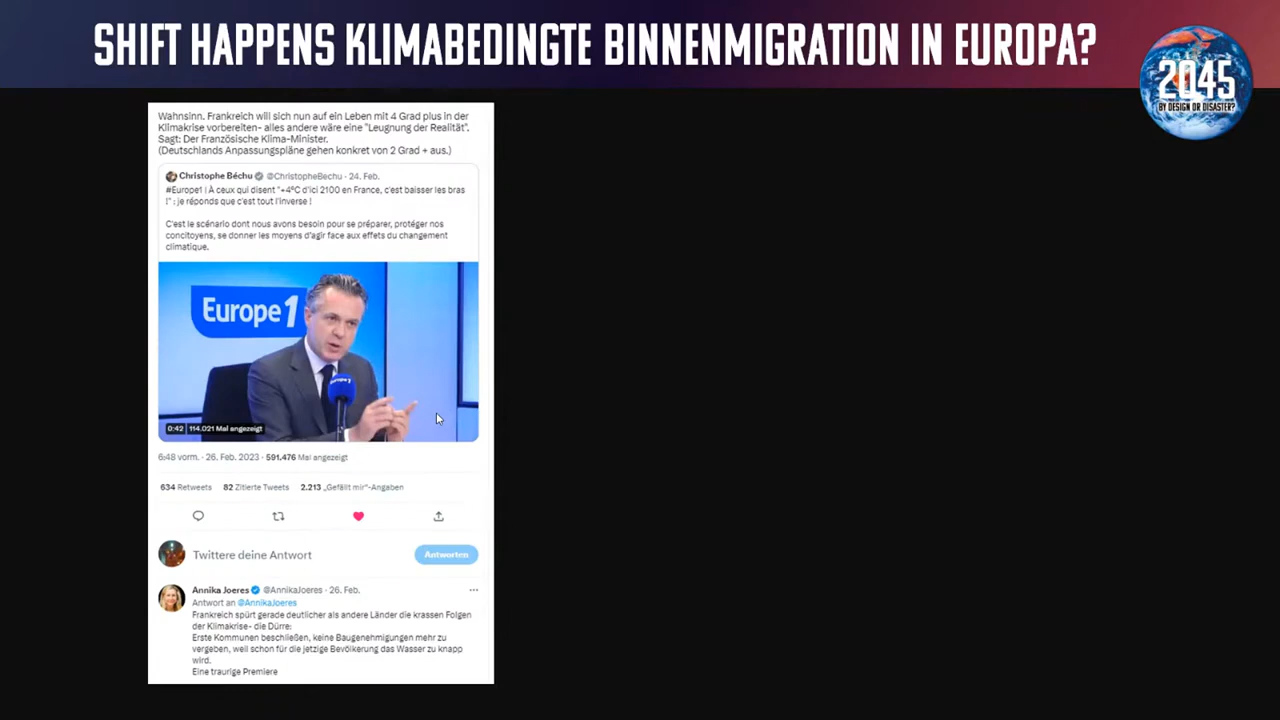 SHIFT HAPPENS KLIMABEDINGTE BINNENMIGRATION IN EUROPA?
2045
BY DESIGN OR DISASTER?
Wahnsinn. Frankreich will sich nun auf ein Leben mit 4 Grad plus in der
Klimakrise vorbereiten- alles andere wäre eine "Leugnung der Realität".
Sagt: Der Französische Klima-Minister.
(Deutschlands Anpassungspläne gehen konkret von 2 Grad + aus.)
Christophe Béchu @ChristopheBechu · 24. Feb.
#Europe1 | À ceux qui disent "+4°C d'ici 2100 en France, c'est baisser les bras
!" : je réponds que c'est tout l'inverse !
C'est le scénario dont nous avons besoin pour se préparer, protéger nos
concitoyens, se donner les moyens d'agir face aux effets du changement
climatique.
Europe 1
Europe 1
0:42 114.021 Mal angezeigt
6:48 vorm. · 26. Feb. 2023 · 591.476 Mal angezeigt
634 Retweets 82 Zitierte Tweets 2.213 „Gefällt mir“-Angaben
Twittere deine Antwort
Antworten
Annika Joeres @AnnikaJoeres · 26. Feb.
Antwort an @AnnikaJoeres
Frankreich spürt gerade deutlicher als andere Länder die krassen Folgen
der Klimakrise- die Dürre:
Erste Kommunen beschließen, keine Baugenehmigungen mehr zu
vergeben, weil schon für die jetzige Bevölkerung das Wasser zu knapp
wird.
Eine traurige Premiere